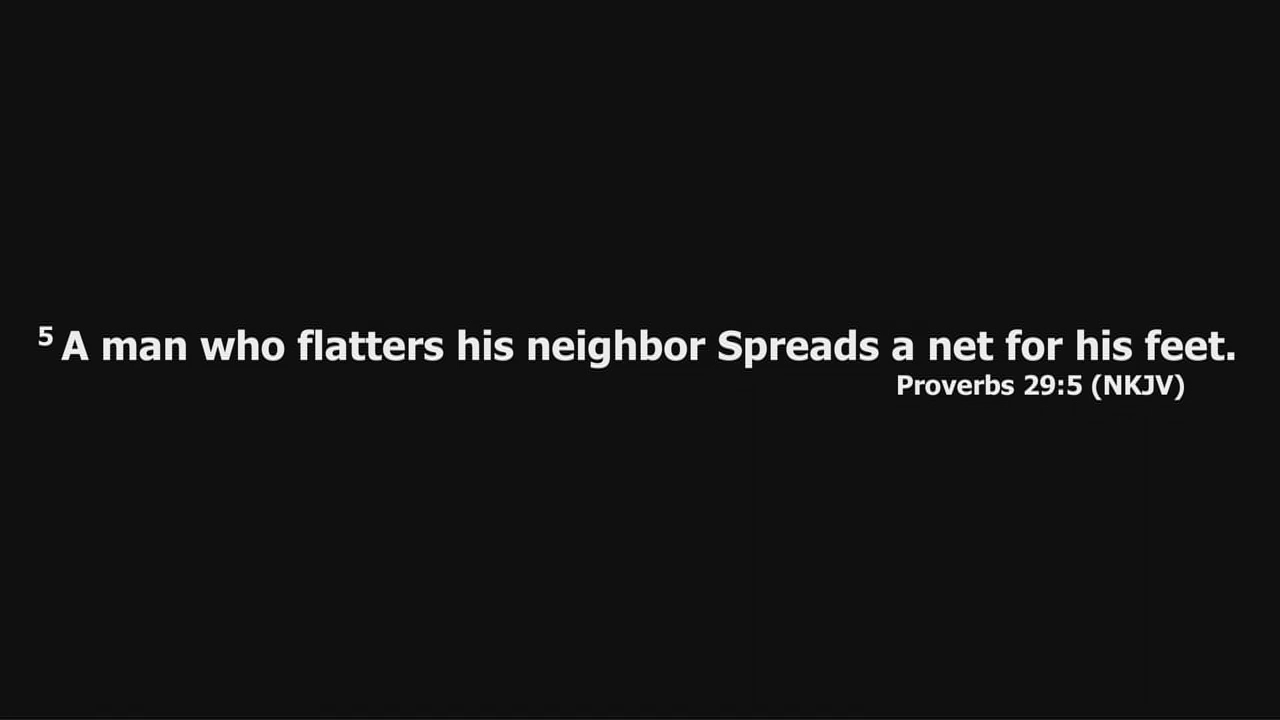 5 A man who flatters his neighbor Spreads a net for his feet.
Proverbs 29:5 (NKJV)